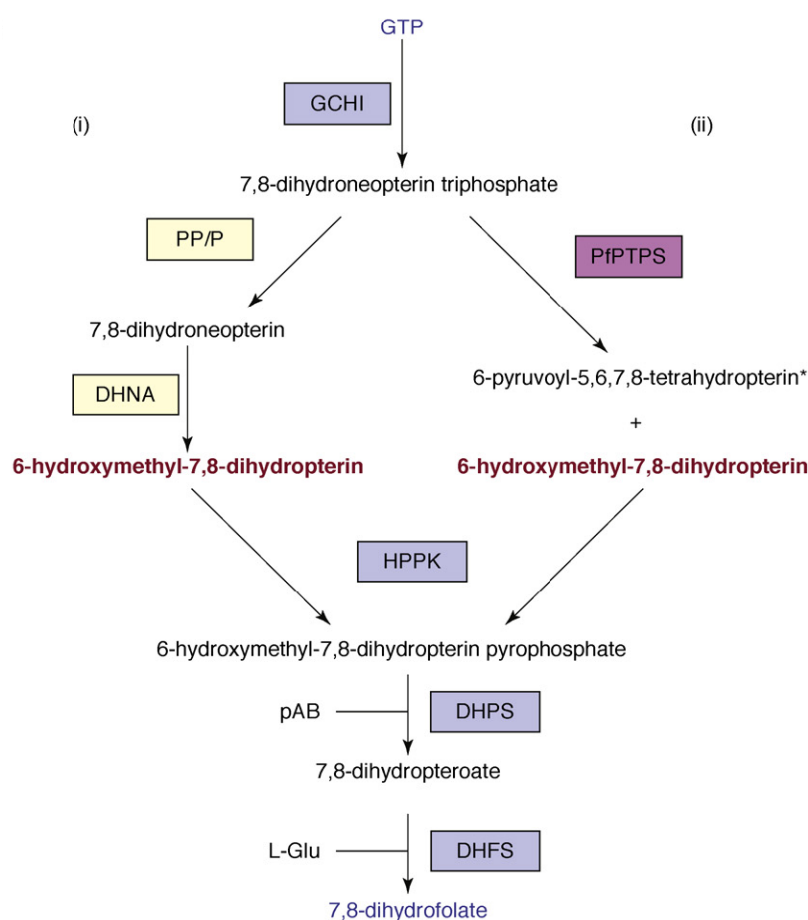 GTP
GCHI
(i)
(ii)
7,8-dihydroneopterin triphosphate
PP/P
PfPTPS
7,8-dihydroneopterin
6-pyruvoyl-5,6,7,8-tetrahydropterin*
DHNA
+
6-hydroxymethyl-7,8-dihydropterin
6-hydroxymethyl-7,8-dihydropterin
HPPK
6-hydroxymethyl-7,8-dihydropterin pyrophosphate
pAB
DHPS
7,8-dihydropteroate
L-Glu
DHFS
7,8-dihydrofolate